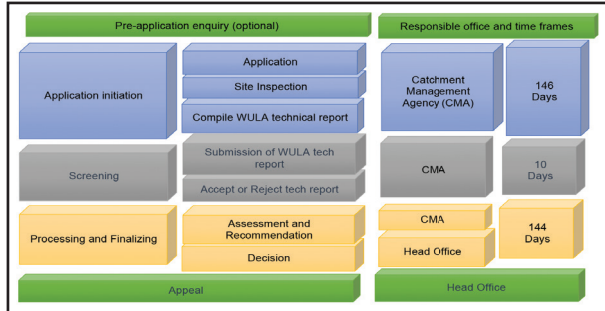 Pre-application enquiry (optional)
Responsible office and time frames
Application initiation
Application
Site Inspection
Compile WULA technical report
Catchment
Management
Agency (CMA)
146
Days
Screening
Submission of WULA tech
report
Accept or Reject tech report
CMA
10
Days
Processing and Finalizing
Assessment and
Recommendation
Decision
CMA
Head Office
144
Days
Appeal
Head Office